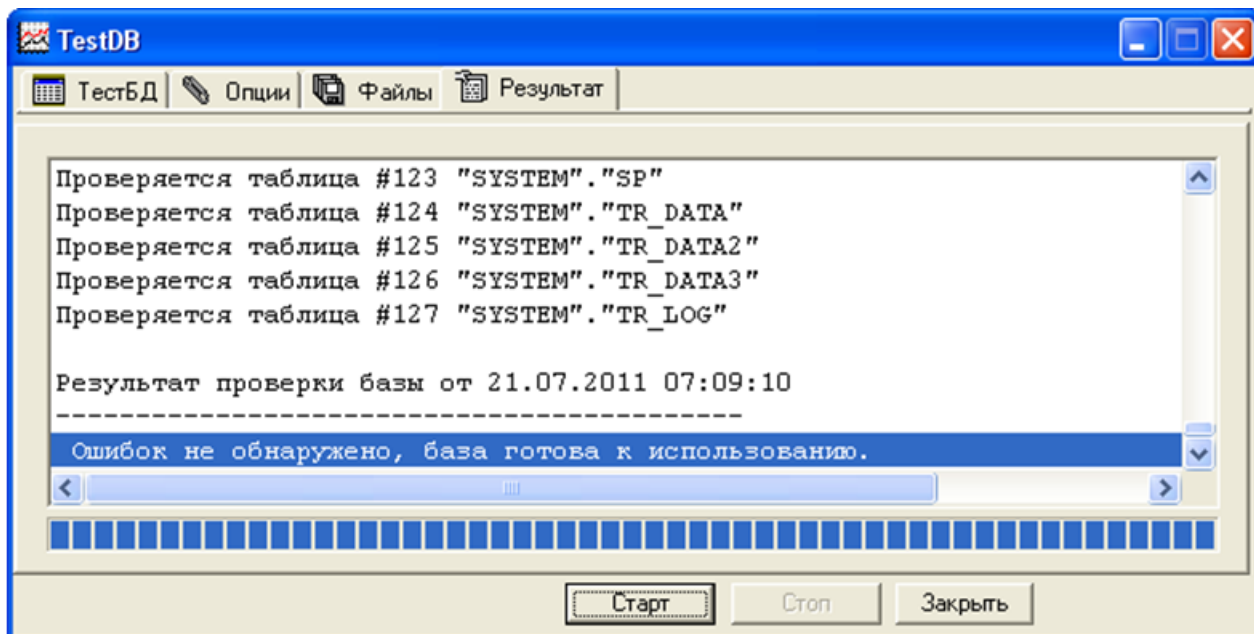 TestDB
ТестБД Опции Файлы Результат
Проверяется таблица #123 "SYSTEM"."SP"
Проверяется таблица #124 "SYSTEM"."TR_DATA"
Проверяется таблица #125 "SYSTEM"."TR_DATA2"
Проверяется таблица #126 "SYSTEM"."TR_DATA3"
Проверяется таблица #127 "SYSTEM"."TR_LOG"
Результат проверки базы от 21.07.2011 07:09:10
-------------------------------------------
Ошибок не обнаружено, база готова к использованию.
Старт Стоп Закрыть